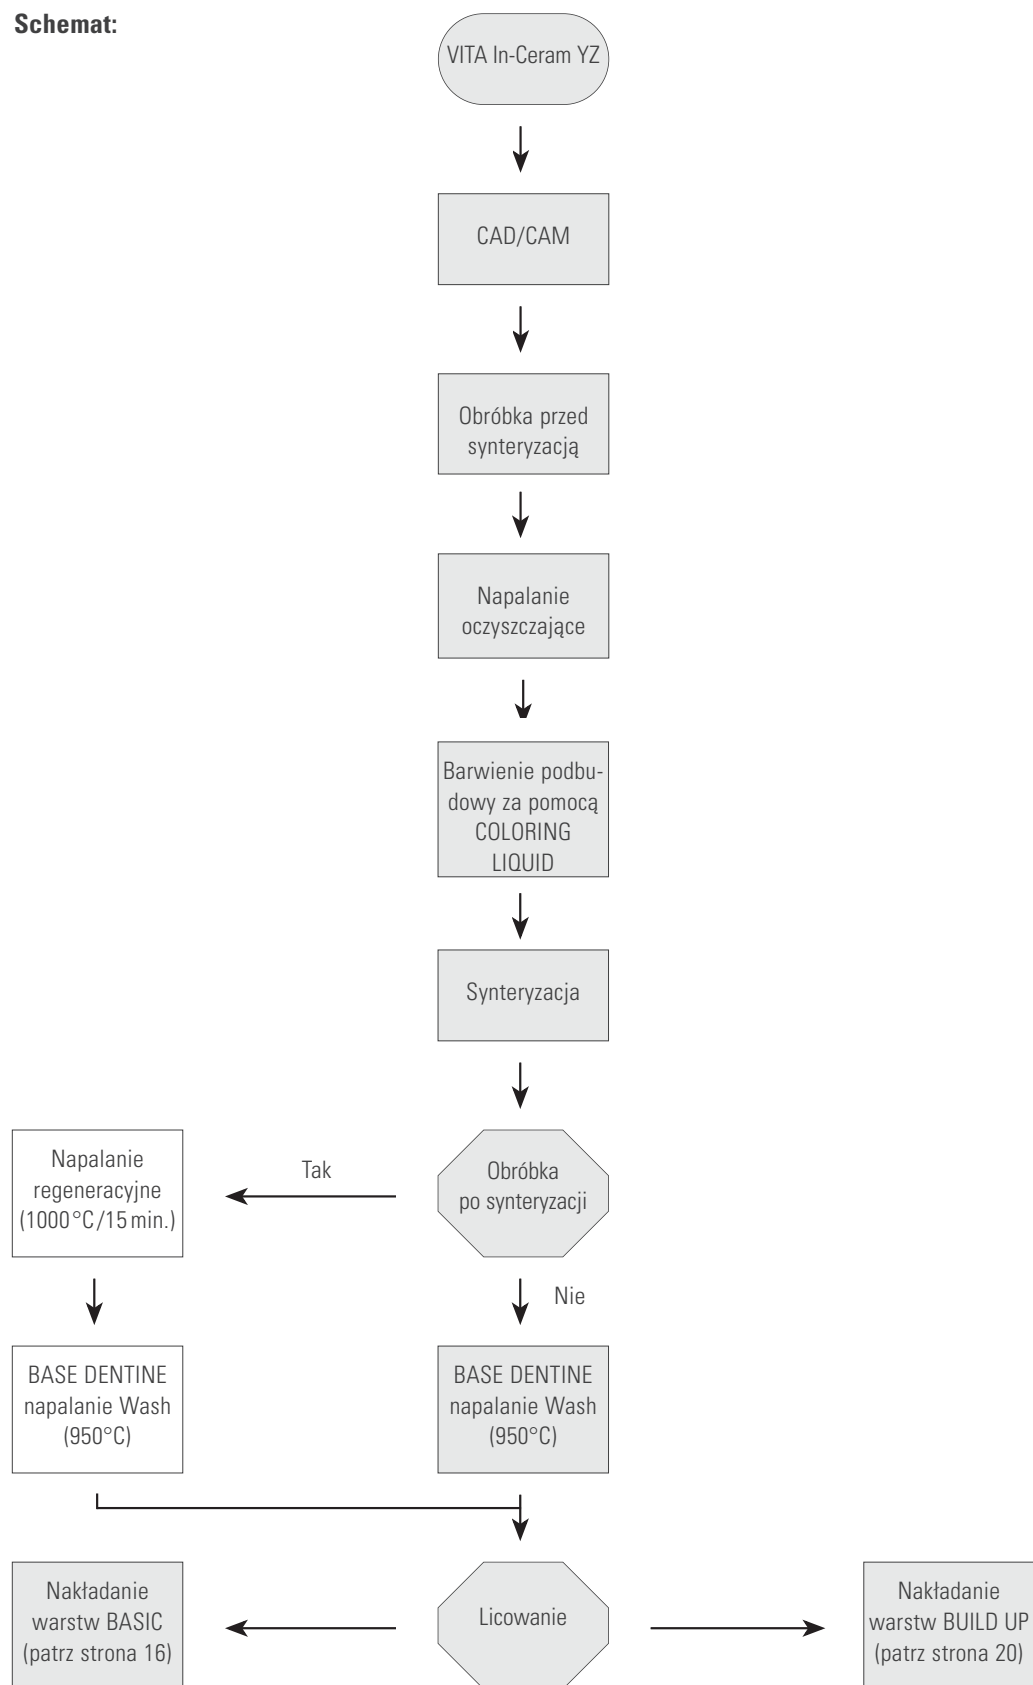 Schemat:
VITA In-Ceram YZ
CAD/CAM
Obróbka przed
synteryzacją
Napalanie
oczyszczające
Barwienie podbu-
dowy za pomocą
COLORING
LIQUID
Synteryzacja
Obróbka
po synteryzacji
Tak
Napalanie
regeneracyjne
(1000 °C/15 min.)
Nie
BASE DENTINE
napalanie Wash
(950°C)
BASE DENTINE
napalanie Wash
(950°C)
Nakładanie
warstw BASIC
(patrz strona 16)
Licowanie
Nakładanie
warstw BUILD UP
(patrz strona 20)